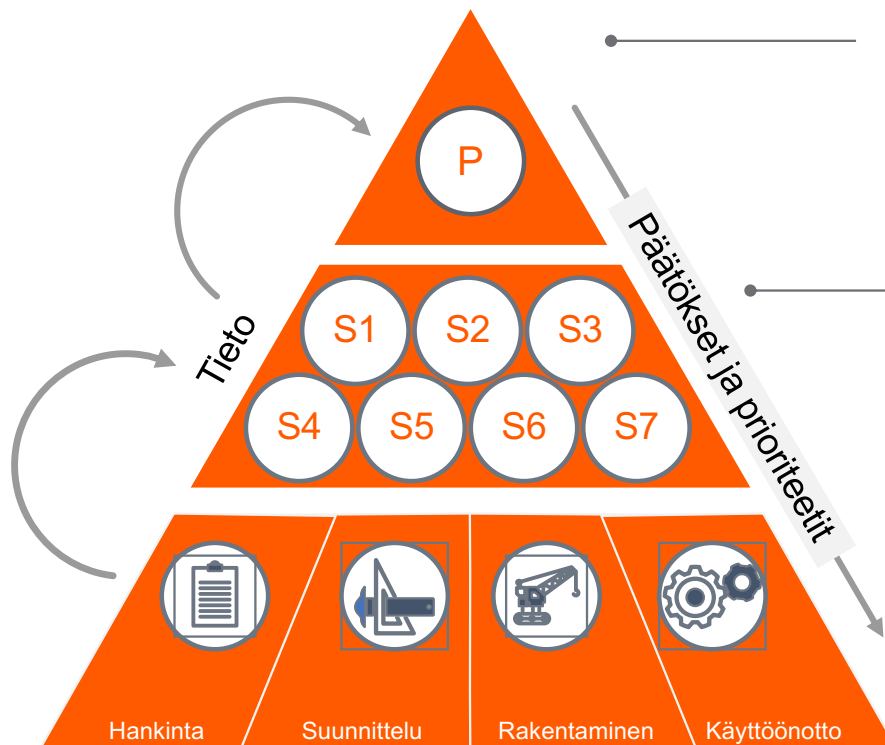 P
Päätökset ja prioriteetit
Tieto
S1 S2 S3
S4 S5 S6 S7
Hankinta Suunnittelu Rakentaminen Käyttöönotto